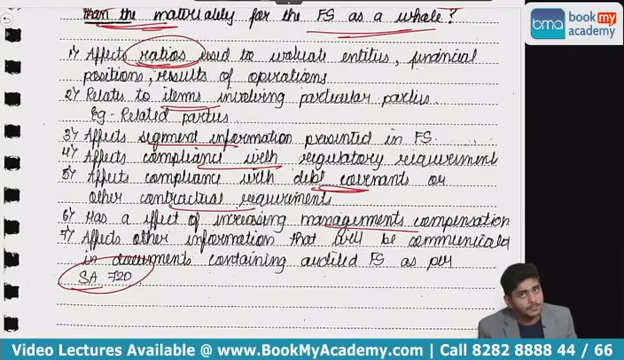 than the materiality for the FS as a whole?
bma book my academy
1) Affects ratios used to evaluate entities, financial
positions, results of operations
2) Relates to items involving particular parties.
Eg- Related parties.
3) Affects segment information presented in FS.
4) Affects compliance with regulatory requirement
5) Affects compliance with debt covenants or
other contractual requirements
6) Has a effect of increasing managements compensation
7) Affects other information that will be communicated
in documents containing audited FS as per
SA 720
Video Lectures Available @ www.BookMyAcademy.com | Call 8282 8888 44 / 66